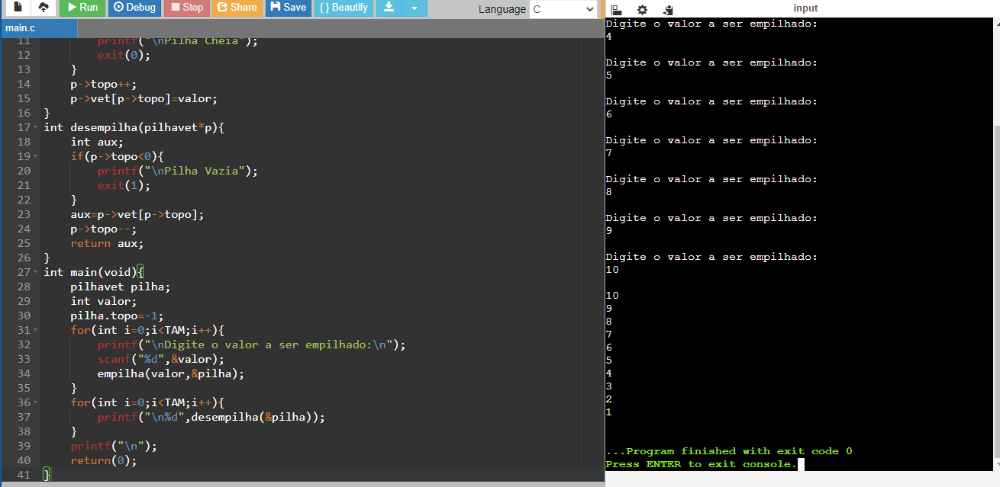 Run Debug Stop Share Save { } Beautify Language C
main.c
11 printf("\nPilha Cheia");
12 exit(0);
13 }
14 p->topo++;
15 p->vet[p->topo]=valor;
16 }
17 int desempilha(pilhavet*p){
18 int aux;
19 if(p->topo<0){
20 printf("\nPilha Vazia");
21 exit(1);
22 }
23 aux=p->vet[p->topo];
24 p->topo--;
25 return aux;
26 }
27 int main(void){
28 pilhavet pilha;
29 int valor;
30 pilha.topo=-1;
31 for(int i=0;i<TAM;i++){
32 printf("\nDigite o valor a ser empilhado:\n");
33 scanf("%d",&valor);
34 empilha(valor,&pilha);
35 }
36 for(int i=0;i<TAM;i++){
37 printf("\n%d",desempilha(&pilha));
38 }
39 printf("\n");
40 return(0);
41 }
input
Digite o valor a ser empilhado:
4
Digite o valor a ser empilhado:
5
Digite o valor a ser empilhado:
6
Digite o valor a ser empilhado:
7
Digite o valor a ser empilhado:
8
Digite o valor a ser empilhado:
9
Digite o valor a ser empilhado:
10
10
9
8
7
6
5
4
3
2
1
...Program finished with exit code 0
Press ENTER to exit console.